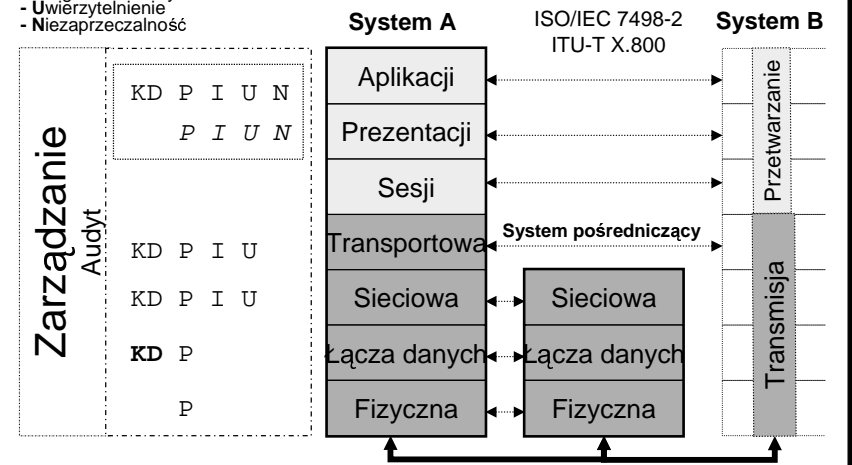 - Uwierzytelnienie
- Niezaprzeczalność
System A
ISO/IEC 7498-2
ITU-T X.800
System B
Zarządzanie
Audyt
KD P I U N
P I U N
KD P I U
KD P I U
KD P
P
Aplikacji
Prezentacji
Sesji
Transportowa
Sieciowa
Łącza danych
Fizyczna
System pośredniczący
Sieciowa
Łącza danych
Fizyczna
Przetwarzanie
Transmisja